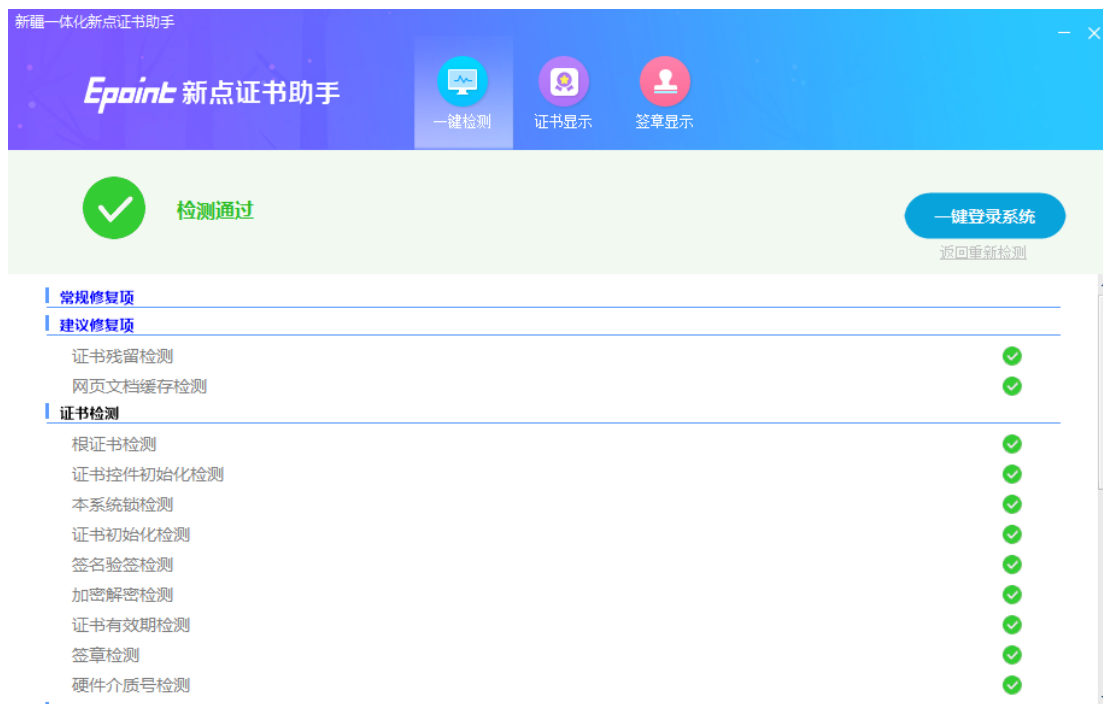 新疆一体化新点证书助手
Epoint 新点证书助手
一键检测
证书显示
签章显示
检测通过
一键登录系统
返回重新检测
常规修复项
建议修复项
证书残留检测
网页文档缓存检测
证书检测
根证书检测
证书控件初始化检测
本系统锁检测
证书初始化检测
签名验签检测
加密解密检测
证书有效期检测
签章检测
硬件介质号检测